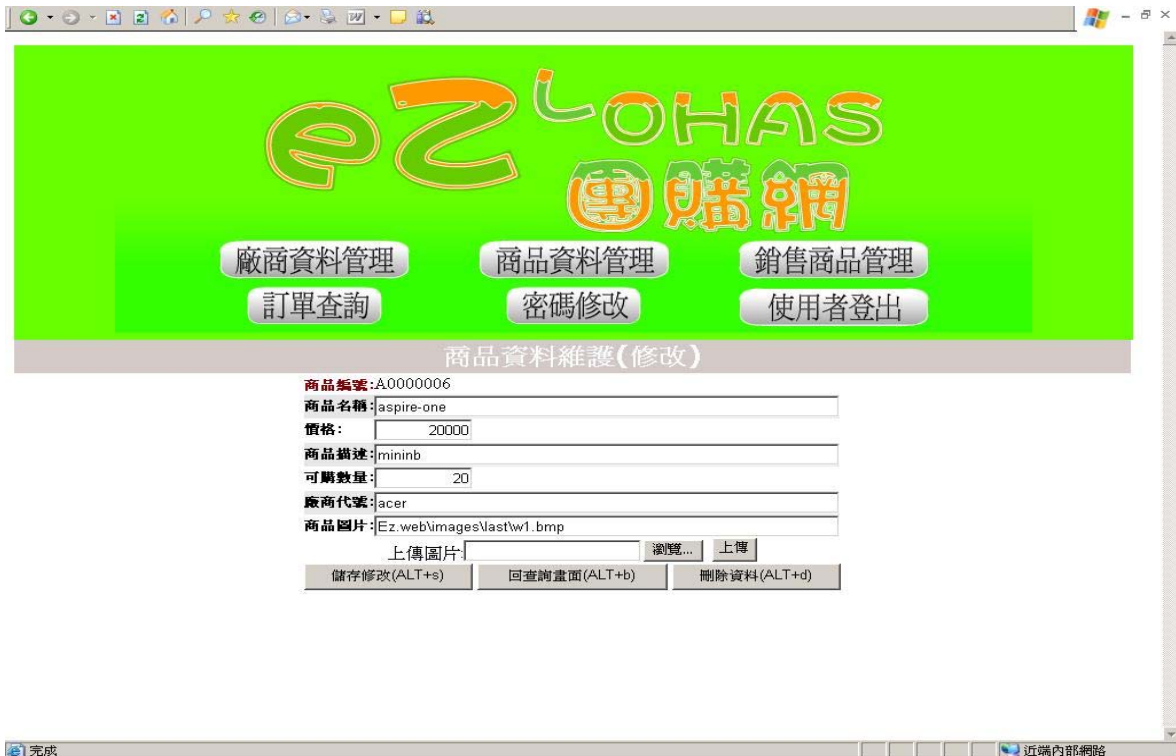 eZ LOHAS
團購網
廠商資料管理 商品資料管理 銷售商品管理
訂單查詢 密碼修改 使用者登出
商品資料維護(修改)
商品編號:A0000006
商品名稱:aspire-one
價格: 20000
商品描述:mininb
可購數量: 20
廠商代號:acer
商品圖片:Ez.web\images\last\w1.bmp
上傳圖片: 瀏覽... 上傳
儲存修改(ALT+s) 回查詢畫面(ALT+b) 刪除資料(ALT+d)
完成 近端內部網路